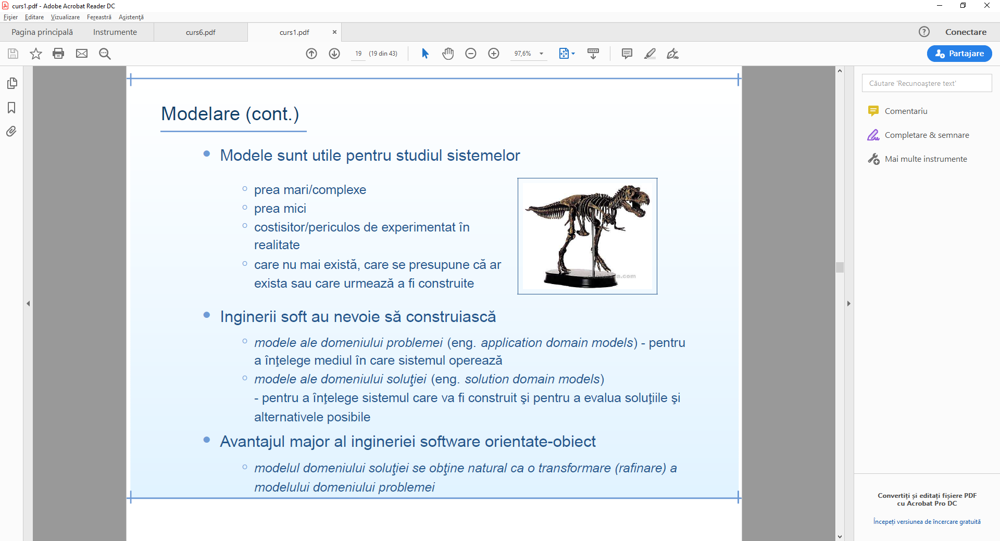 curs1.pdf - Adobe Acrobat Reader DC
Fişier Editare Vizualizare Fereastră Asistenţă
Pagina principală Instrumente curs6.pdf curs1.pdf Conectare
19 (19 din 43) 97,6% Partajare
Modelare (cont.)
Modele sunt utile pentru studiul sistemelor
prea mari/complexe
prea mici
costisitor/periculos de experimentat în
realitate
care nu mai există, care se presupune că ar
exista sau care urmează a fi construite
Inginerii soft au nevoie să construiască
modele ale domeniului problemei (eng. application domain models) - pentru
a înţelege mediul în care sistemul operează
modele ale domeniului soluţiei (eng. solution domain models)
- pentru a înţelege sistemul care va fi construit şi pentru a evalua soluţiile şi
alternativele posibile
Avantajul major al ingineriei software orientate-obiect
modelul domeniului soluţiei se obţine natural ca o transformare (rafinare) a
modelului domeniului problemei
Căutare 'Recunoaştere text'
Comentariu
Completare & semnare
Mai multe instrumente
Convertiți și editați fișiere PDF
cu Acrobat Pro DC
Începeți versiunea de încercare gratuită